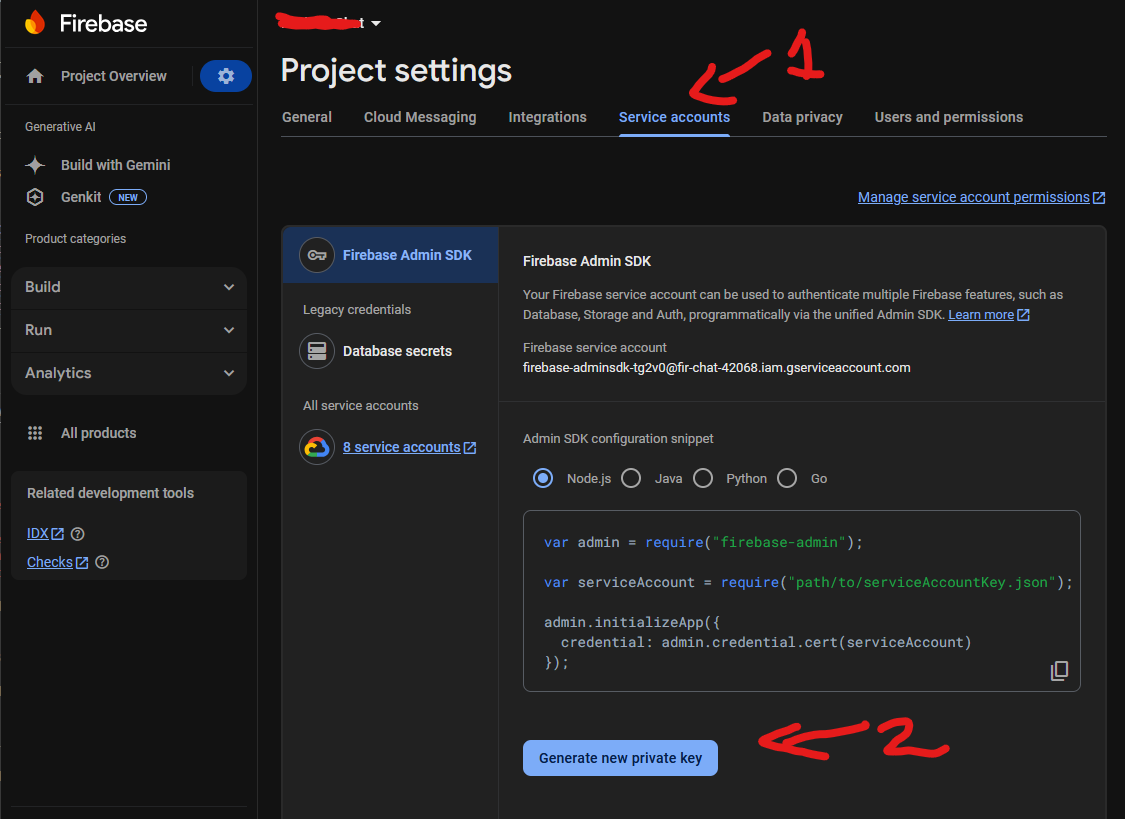 Firebase
Project Overview
Generative AI
Build with Gemini
Genkit NEW
Product categories
Build
Run
Analytics
All products
Related development tools
IDX
Checks
Project settings
1
General Cloud Messaging Integrations Service accounts Data privacy Users and permissions
Manage service account permissions
Firebase Admin SDK
Legacy credentials
Database secrets
All service accounts
8 service accounts
Firebase Admin SDK
Your Firebase service account can be used to authenticate multiple Firebase features, such as
Database, Storage and Auth, programmatically via the unified Admin SDK. Learn more
Firebase service account
firebase-adminsdk-tg2v0@fir-chat-42068.iam.gserviceaccount.com
Admin SDK configuration snippet
Node.js Java Python Go
var admin = require("firebase-admin");
var serviceAccount = require("path/to/serviceAccountKey.json");
admin.initializeApp({
credential: admin.credential.cert(serviceAccount)
});
Generate new private key
2